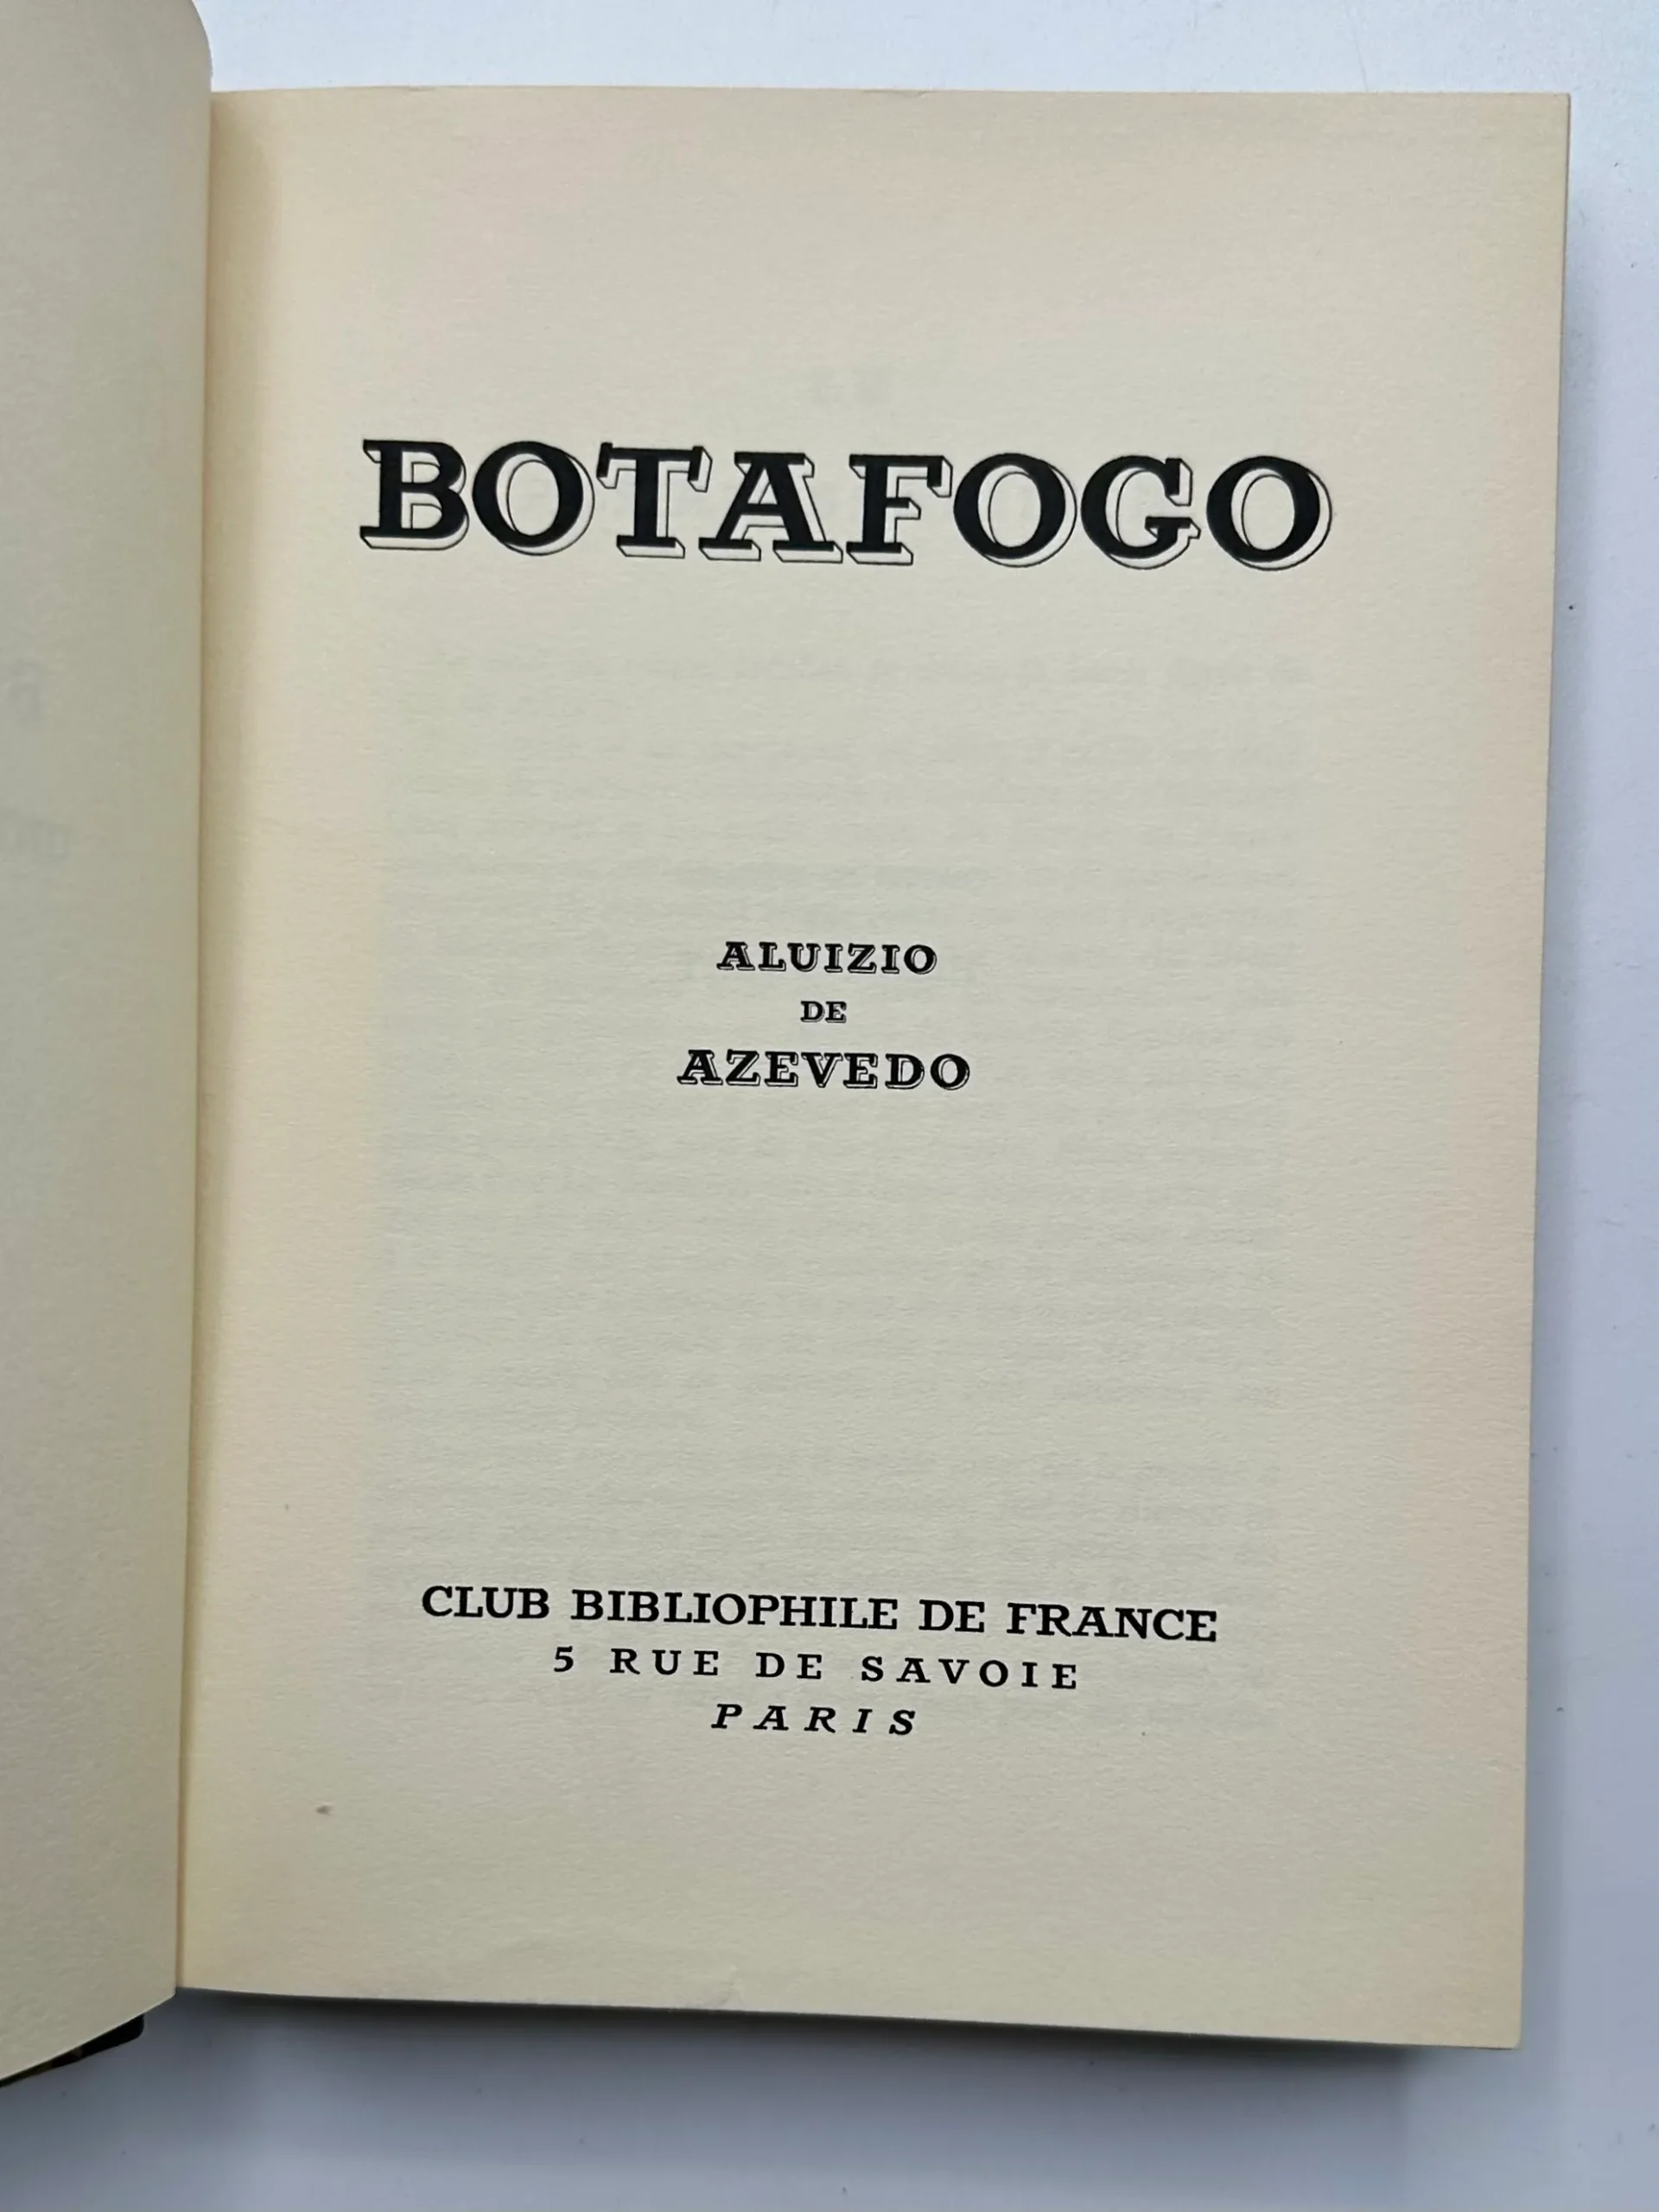 BOTAFOGO
ALUIZIO
DE
AZEVEDO
CLUB BIBLIOPHILE DE FRANCE
5 RUE DE SAVOIE
PARIS